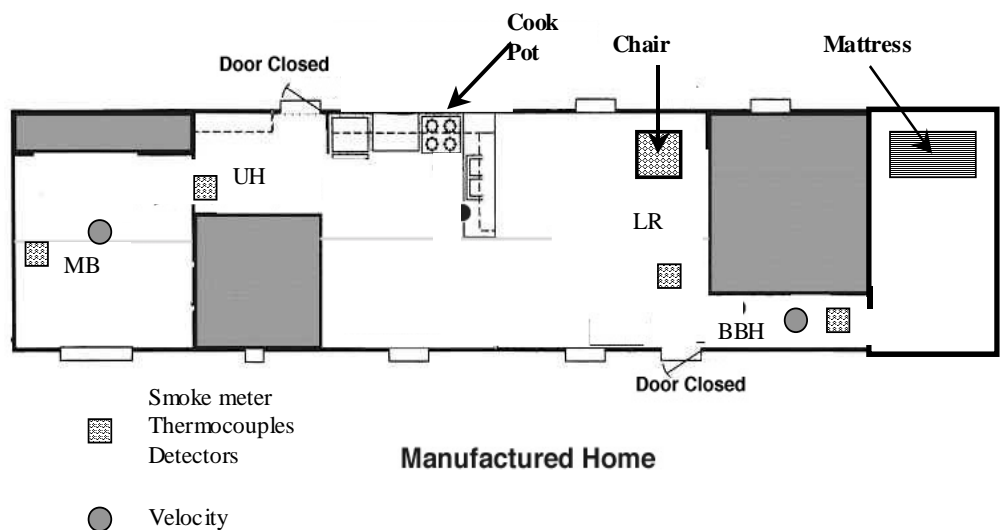 Cook
Pot
Chair
Mattress
Door Closed
UH
LR
MB
BBH
Door Closed
Smoke meter
Thermocouples
Detectors
Manufactured Home
Velocity